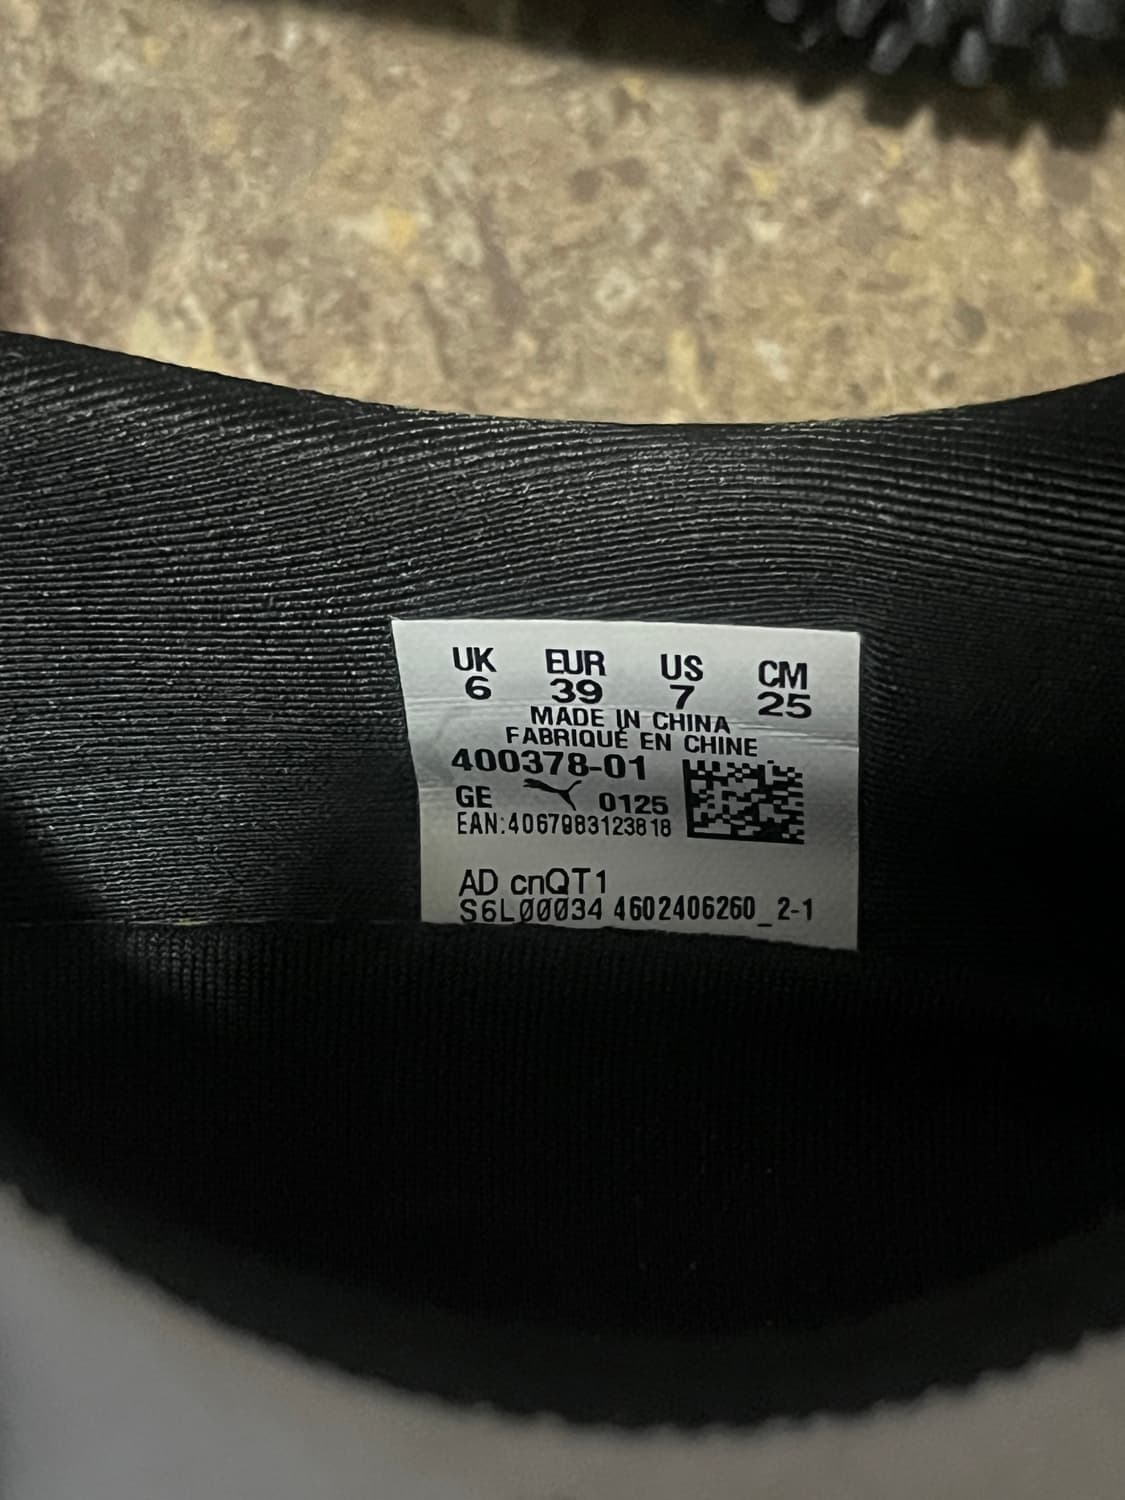 UK EUR US CM
6 39 7 25
MADE IN CHINA
FABRIQUÉ EN CHINE
400378-01
GE 0125
EAN:4067983123818
AD cnQT1
S6L00034 4602406260_2-1